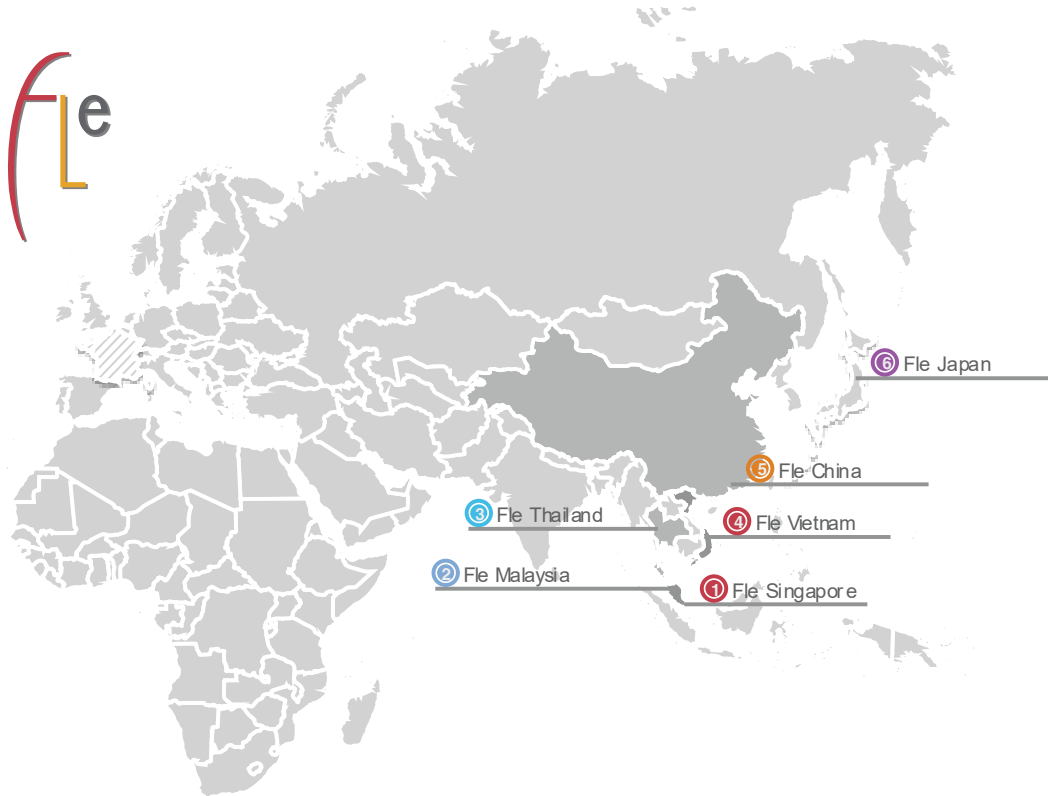 fLe
6 Fle Japan
5 Fle China
3 Fle Thailand
4 Fle Vietnam
2 Fle Malaysia
1 Fle Singapore